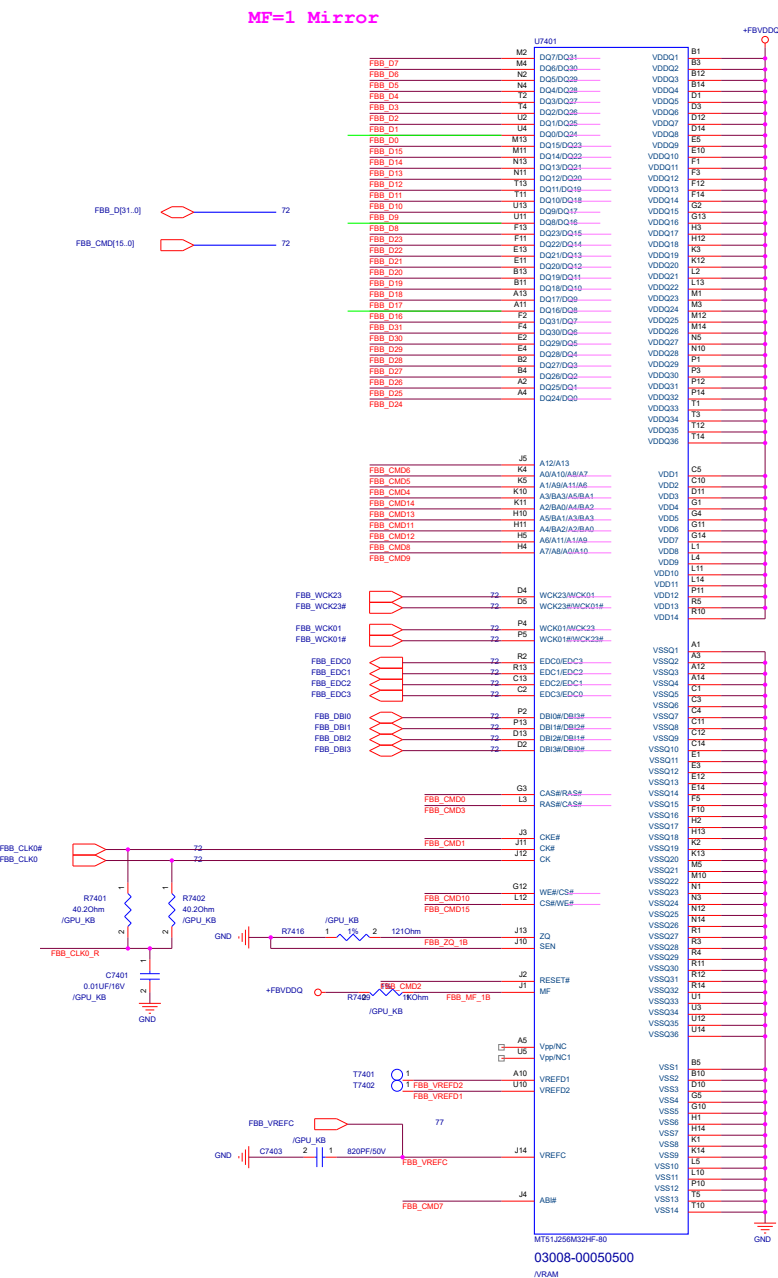 MF=1 Mirror
+FBVDDQ
U7401
FBB_D7 M2 DQ7/DQ31 VDDQ1 B1
FBB_D6 M4 DQ6/DQ30 VDDQ2 B3
FBB_D5 N2 DQ5/DQ29 VDDQ3 B12
FBB_D4 N4 DQ4/DQ28 VDDQ4 B14
FBB_D3 T2 DQ3/DQ27 VDDQ5 D1
FBB_D2 T4 DQ2/DQ26 VDDQ6 D3
FBB_D1 U2 DQ1/DQ25 VDDQ7 D12
FBB_D0 U4 DQ0/DQ24 VDDQ8 D14
FBB_D15 M13 DQ15/DQ23 VDDQ9 E5
FBB_D14 M11 DQ14/DQ22 VDDQ10 E10
FBB_D13 N13 DQ13/DQ21 VDDQ11 F1
FBB_D12 N11 DQ12/DQ20 VDDQ12 F3
FBB_D11 T13 DQ11/DQ19 VDDQ13 F12
FBB_D10 T11 DQ10/DQ18 VDDQ14 F14
FBB_D9 U13 DQ9/DQ17 VDDQ15 G2
FBB_D[31..0] 72
FBB_D8 U11 DQ8/DQ16 VDDQ16 G13
FBB_D23 F13 DQ23/DQ15 VDDQ17 H3
FBB_D22 F11 DQ22/DQ14 VDDQ18 H12
FBB_CMD[15..0] 72
FBB_D21 E13 DQ21/DQ13 VDDQ19 K3
FBB_D20 E11 DQ20/DQ12 VDDQ20 K12
FBB_D19 B13 DQ19/DQ11 VDDQ21 L2
FBB_D18 B11 DQ18/DQ10 VDDQ22 L13
FBB_D17 A13 DQ17/DQ9 VDDQ23 M1
FBB_D16 A11 DQ16/DQ8 VDDQ24 M3
FBB_D31 F2 DQ31/DQ7 VDDQ25 M12
FBB_D30 F4 DQ30/DQ6 VDDQ26 M14
FBB_D29 E2 DQ29/DQ5 VDDQ27 N5
FBB_D28 E4 DQ28/DQ4 VDDQ28 N10
FBB_D27 B2 DQ27/DQ3 VDDQ29 P1
FBB_D26 B4 DQ26/DQ2 VDDQ30 P3
FBB_D25 A2 DQ25/DQ1 VDDQ31 P12
FBB_D24 A4 DQ24/DQ0 VDDQ32 P14
VDDQ33 T1
VDDQ34 T3
VDDQ35 T12
VDDQ36 T14
FBB_CMD6 J5 A12/A13
FBB_CMD5 K4 A0/A10/A8/A7 VDD1 C5
FBB_CMD4 K5 A1/A9/A11/A6 VDD2 C10
FBB_CMD14 K10 A3/BA3/A5/BA1 VDD3 D11
FBB_CMD13 K11 A2/BA0/A4/BA2 VDD4 G1
FBB_CMD11 H10 A5/BA1/A3/BA3 VDD5 G4
FBB_CMD12 H11 A4/BA2/A2/BA0 VDD6 G11
FBB_CMD8 H5 A6/A11/A1/A9 VDD7 G14
FBB_CMD9 H4 A7/A8/A0/A10 VDD8 L1
VDD9 L4
VDD10 L11
VDD11 L14
FBB_WCK23 72 D4 WCK23/WCK01 VDD12 P11
FBB_WCK23# 72 D5 WCK23#/WCK01# VDD13 R5
VDD14 R10
FBB_WCK01 72 P4 WCK01/WCK23
FBB_WCK01# 72 P5 WCK01#/WCK23#
VSSQ1 A1
FBB_EDC0 72 R2 EDC0/EDC3 VSSQ2 A3
FBB_EDC1 72 R13 EDC1/EDC2 VSSQ3 A12
FBB_EDC2 72 C13 EDC2/EDC1 VSSQ4 A14
FBB_EDC3 72 C2 EDC3/EDC0 VSSQ5 C1
VSSQ6 C3
FBB_DBI0 72 P2 DBI0#/DBI3# VSSQ7 C4
FBB_DBI1 72 P13 DBI1#/DBI2# VSSQ8 C11
FBB_DBI2 72 D13 DBI2#/DBI1# VSSQ9 C12
FBB_DBI3 72 D2 DBI3#/DBI0# VSSQ10 C14
VSSQ11 E1
VSSQ12 E3
VSSQ13 E12
FBB_CMD0 G3 CAS#/RAS# VSSQ14 E14
FBB_CMD3 L3 RAS#/CAS# VSSQ15 F5
VSSQ16 F10
VSSQ17 H2
FBB_CMD1 J3 CKE# VSSQ18 H13
FBB_CLK0# 72 J11 CK# VSSQ19 K2
FBB_CLK0 72 J12 CK VSSQ20 K13
VSSQ21 M5
VSSQ22 M10
FBB_CMD10 G12 WE#/CS# VSSQ23 N1
FBB_CMD15 L12 CS#/WE# VSSQ24 N3
1 1
R7401 R7402
40.2Ohm 40.2Ohm
/GPU_KB /GPU_KB
2 2
VSSQ25 N12
VSSQ26 N14
GND R7416 1 /GPU_KB 1% 2 121Ohm J13 ZQ VSSQ27 R1
FBB_ZQ_1B J10 SEN VSSQ28 R3
FBB_CLK0_R
VSSQ29 R4
VSSQ30 R11
FBB_CMD2 J2 RESET# VSSQ31 R12
+FBVDDQ R7409 1% 1KOhm FBB_MF_1B J1 MF VSSQ32 R14
/GPU_KB
1
C7401
0.01UF/16V
/GPU_KB
2
GND
VSSQ33 U1
VSSQ34 U3
VSSQ35 U12
VSSQ36 U14
A5 Vpp/NC
U5 Vpp/NC1
VSS1 B5
T7401 1 FBB_VREFD2 A10 VREFD1 VSS2 B10
T7402 1 FBB_VREFD1 U10 VREFD2 VSS3 D10
VSS4 G5
VSS5 G10
FBB_VREFC 77 VSS6 H1
VSS7 H14
VSS8 K1
GND C7403 2 /GPU_KB 1 820PF/50V FBB_VREFC J14 VREFC VSS9 K14
VSS10 L5
VSS11 L10
VSS12 P10
FBB_CMD7 J4 ABI# VSS13 T5
VSS14 T10
GND
MT51J256M32HF-80
03008-00050500
/VRAM